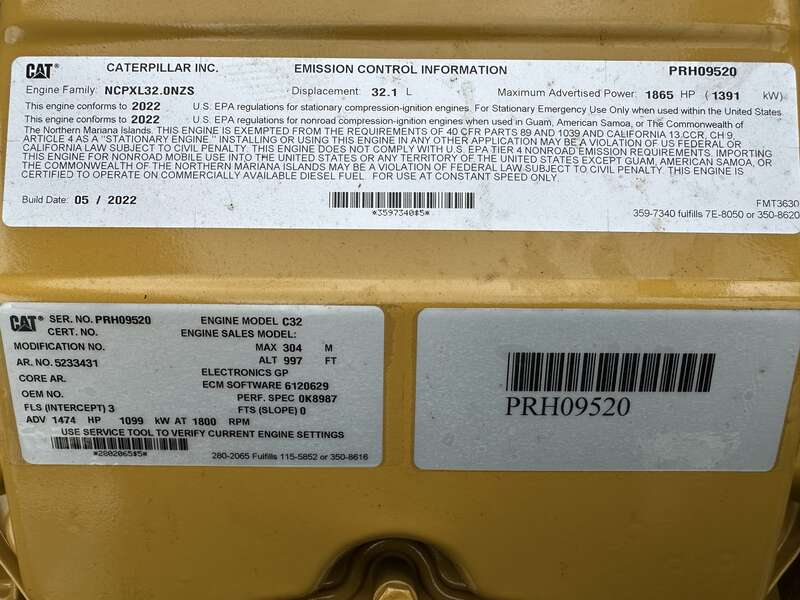 CAT® CATERPILLAR INC. EMISSION CONTROL INFORMATION PRH09520
Engine Family: NCPXL32.0NZS Displacement: 32.1 L Maximum Advertised Power: 1865 HP ( 1391 kW)
This engine conforms to 2022 U.S. EPA regulations for stationary compression-ignition engines. For Stationary Emergency Use Only when used within the United States
This engine conforms to 2022 U.S. EPA regulations for nonroad compression-ignition engines when used in Guam, American Samoa, or The Commonwealth of
The Northern Mariana Islands. THIS ENGINE IS EXEMPTED FROM THE REQUIREMENTS OF 40 CFR PARTS 89 AND 1039 AND CALIFORNIA 13.CCR, CH 9,
ARTICLE 4 AS A "STATIONARY ENGINE." INSTALLING OR USING THIS ENGINE IN ANY OTHER APPLICATION MAY BE A VIOLATION OF US FEDERAL OR
CALIFORNIA LAW SUBJECT TO CIVIL PENALTY. THIS ENGINE DOES NOT COMPLY WITH U.S. EPA TIER 4 NONROAD EMISSION REQUIREMENTS. IMPORTING
THIS ENGINE FOR NONROAD MOBILE USE INTO THE UNITED STATES OR ANY TERRITORY OF THE UNITED STATES EXCEPT GUAM, AMERICAN SAMOA, OR
THE COMMONWEALTH OF NORTHERN MARIANA ISLANDS MAY BE A VIOLATION OF FEDERAL LAW SUBJECT TO CIVIL PENALTY. THIS ENGINE IS
CERTIFIED TO OPERATE ON COMMERCIALLY AVAILABLE DIESEL FUEL. FOR USE AT CONSTANT SPEED ONLY.
Build Date: 05 / 2022
*3597340$5*
FMT3630
359-7340 fulfills 7E-8050 or 350-8620
CAT® SER. NO. PRH09520 ENGINE MODEL C32
CERT. NO. ENGINE SALES MODEL:
MODIFICATION NO. MAX 304 M
AR. NO. 5233431 ALT 997 FT
CORE AR. ELECTRONICS GP
ECM SOFTWARE 6120629
OEM NO. PERF. SPEC 0K8987
FLS (INTERCEPT) 3 FTS (SLOPE) 0
ADV 1474 HP 1099 kW AT 1800 RPM
USE SERVICE TOOL TO VERIFY CURRENT ENGINE SETTINGS
*2802065$5*
280-2065 Fulfills 115-5852 or 350-8616
PRH09520